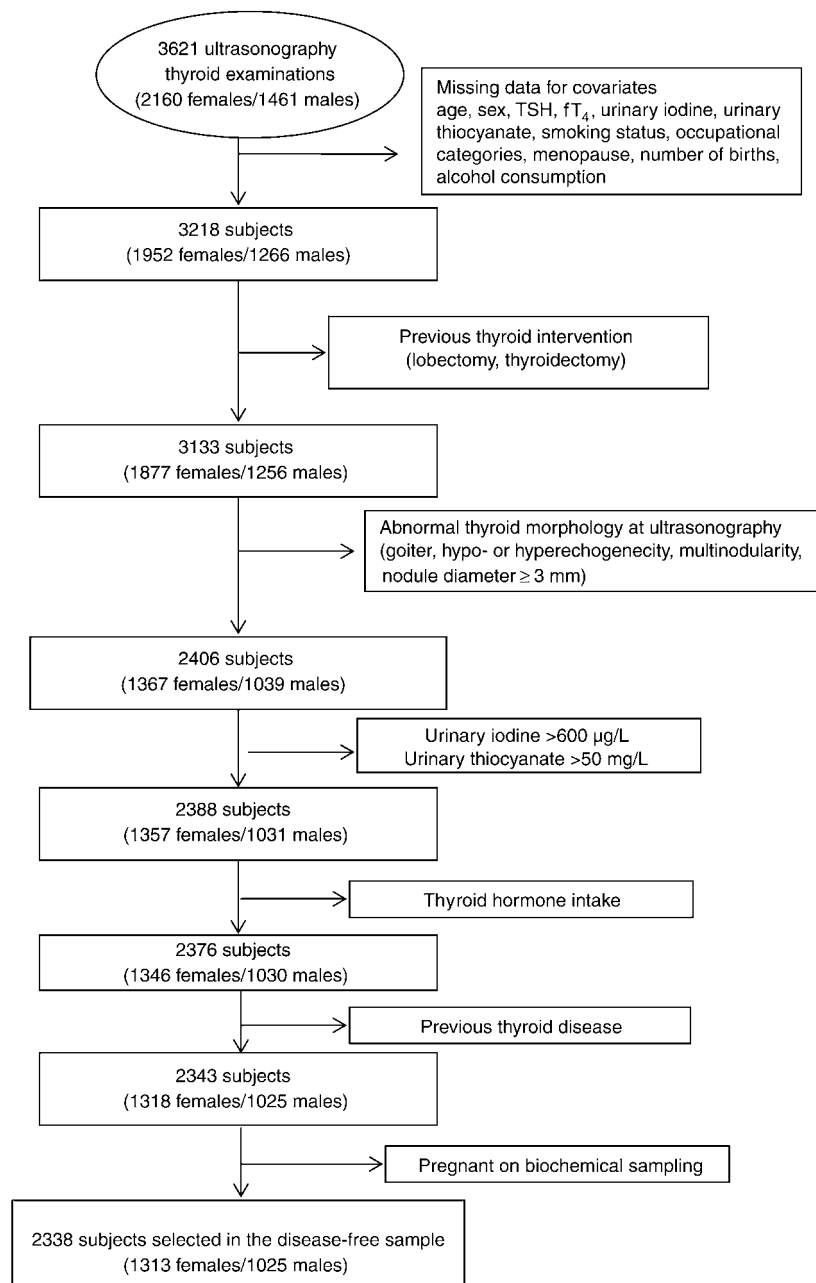 3621 ultrasonography
thyroid examinations
(2160 females/1461 males)
Missing data for covariates
age, sex, TSH, fT₄, urinary iodine, urinary
thiocyanate, smoking status, occupational
categories, menopause, number of births,
alcohol consumption
3218 subjects
(1952 females/1266 males)
Previous thyroid intervention
(lobectomy, thyroidectomy)
3133 subjects
(1877 females/1256 males)
Abnormal thyroid morphology at ultrasonography
(goiter, hypo- or hyperechogenecity, multinodularity,
nodule diameter ≥ 3 mm)
2406 subjects
(1367 females/1039 males)
Urinary iodine >600 µg/L
Urinary thiocyanate >50 mg/L
2388 subjects
(1357 females/1031 males)
Thyroid hormone intake
2376 subjects
(1346 females/1030 males)
Previous thyroid disease
2343 subjects
(1318 females/1025 males)
Pregnant on biochemical sampling
2338 subjects selected in the disease-free sample
(1313 females/1025 males)